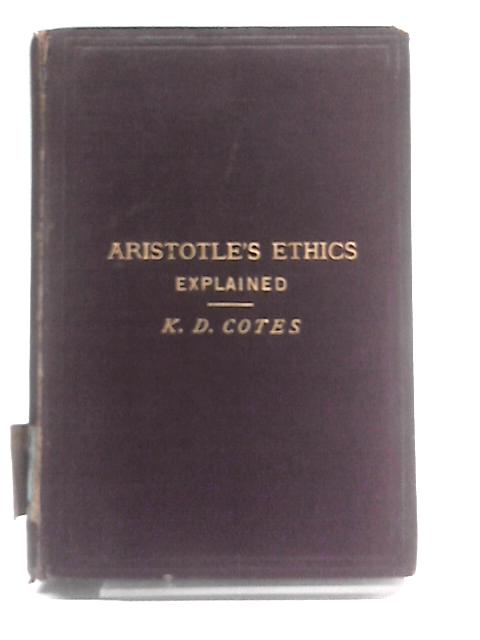 ARISTOTLE'S ETHICS
EXPLAINED
K. D. COTES